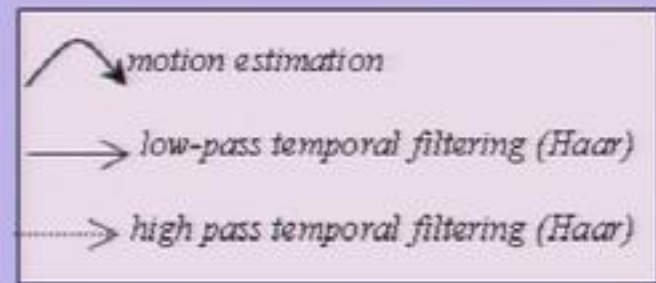 motion estimation
low-pass temporal filtering (Haar)
high pass temporal filtering (Haar)